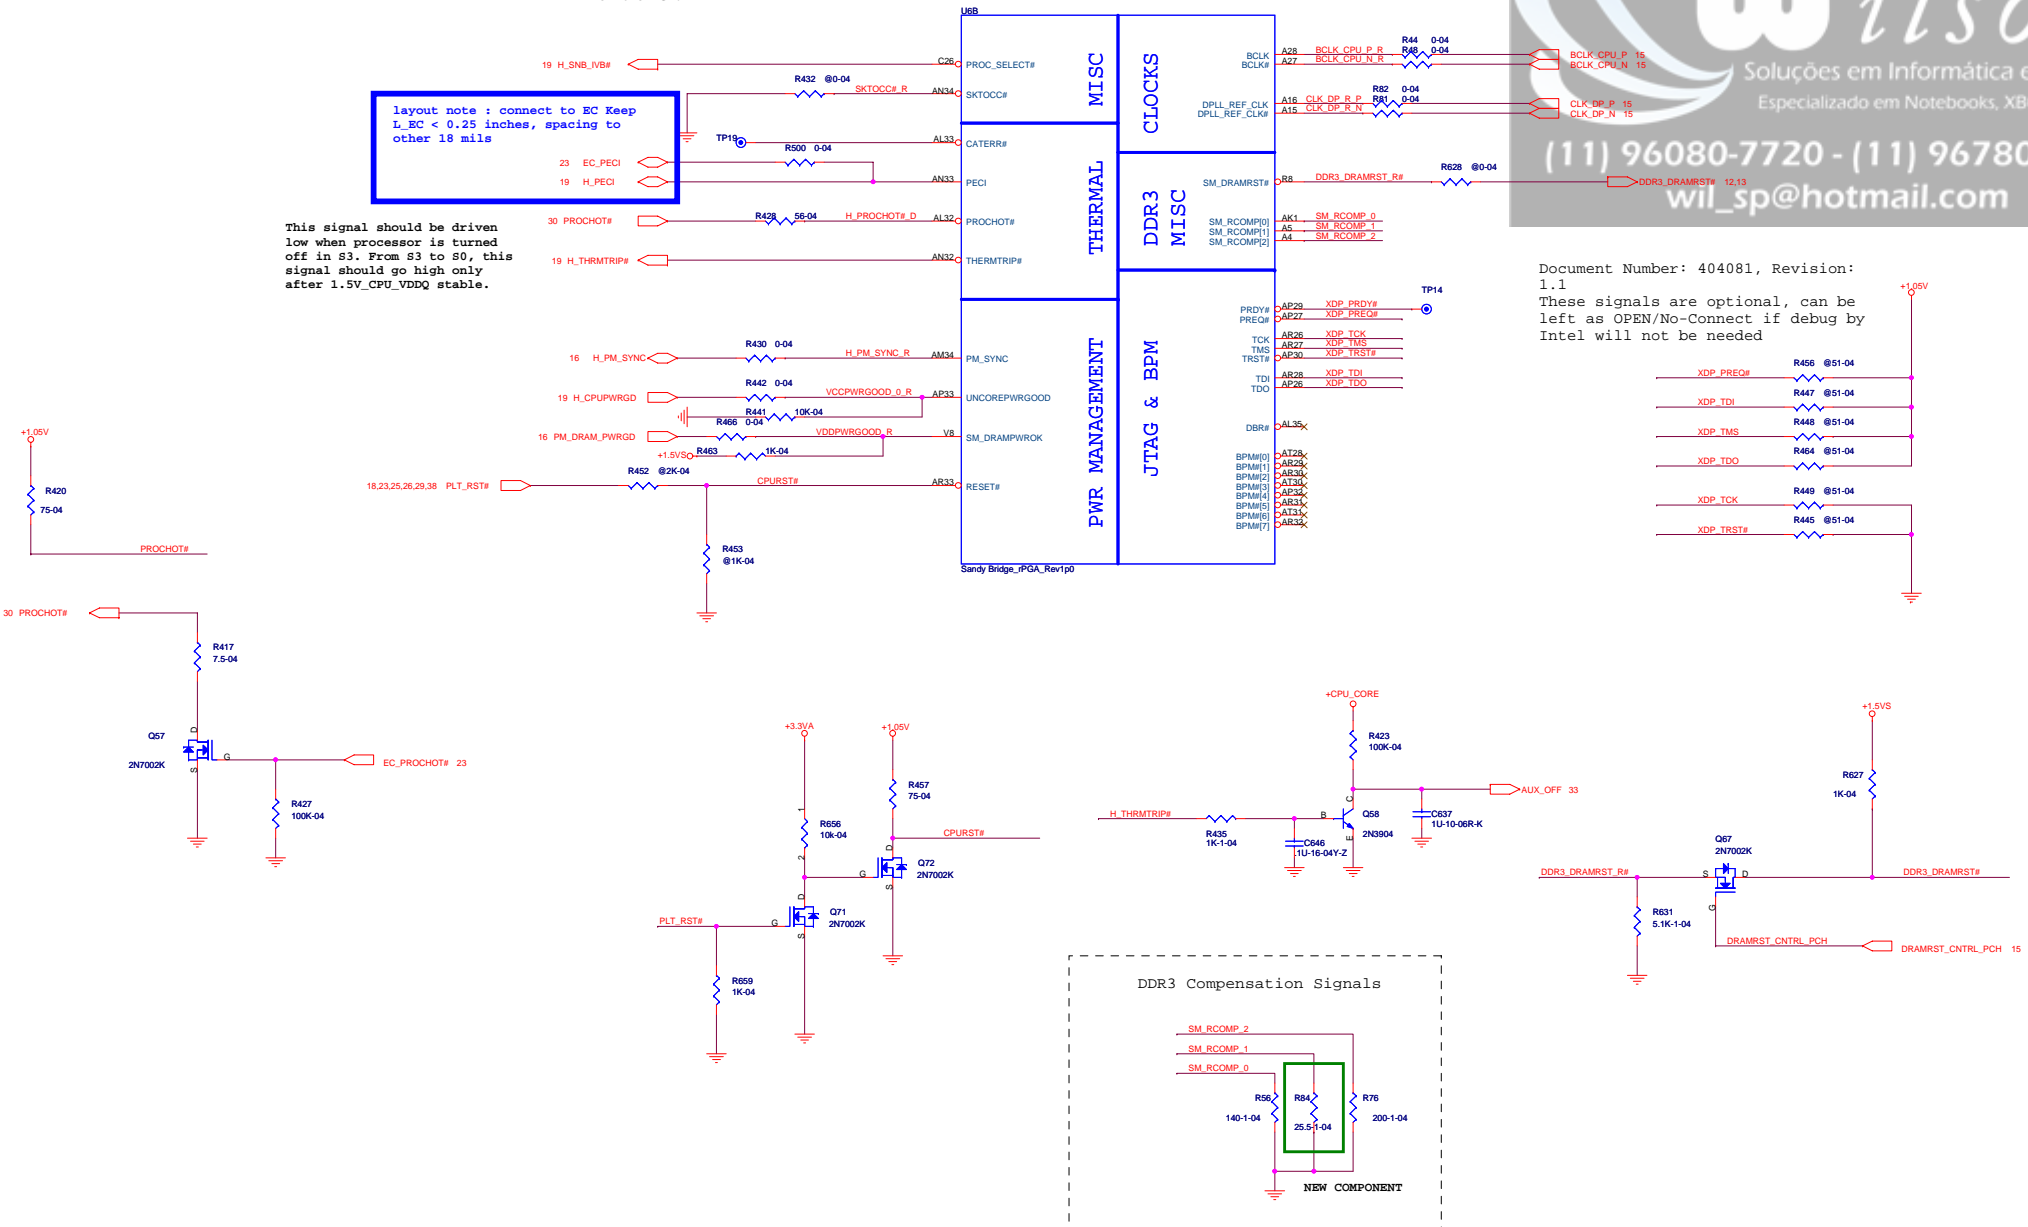 U6B
MISC
CLOCKS
THERMAL
DDR3
MISC
PWR MANAGEMENT
JTAG & BPM
19 H_SNB_IVB#
C26
PROC_SELECT#
R432 @0-04
SKTOCC#_R
AN34
SKTOCC#
layout note : connect to EC Keep
L_EC < 0.25 inches, spacing to
other 18 mils
TP19
AL33
CATERR#
R500 0-04
23 EC_PECI
19 H_PECI
AN33
PECI
30 PROCHOT#
R428 56-04
H_PROCHOT#_D
AL32
PROCHOT#
19 H_THRMTRIP#
AN32
THERMTRIP#
This signal should be driven
low when processor is turned
off in S3. From S3 to S0, this
signal should go high only
after 1.5V_CPU_VDDQ stable.
16 H_PM_SYNC
R430 0-04
H_PM_SYNC_R
AM34
PM_SYNC
19 H_CPUPWRGD
R442 0-04
VCCPWRGOOD_0_R
AP33
UNCOREPWRGOOD
R441 10K-04
16 PM_DRAM_PWRGD
R466 0-04
VDDPWRGOOD_R
V8
SM_DRAMPWROK
+1.5VS
R463 1K-04
18,23,25,26,29,38 PLT_RST#
R452 @2K-04
CPURST#
AR33
RESET#
R453
@1K-04
Sandy Bridge_rPGA_Rev1p0
BCLK A28 BCLK_CPU_P_R R44 0-04 BCLK_CPU_P 15
BCLK# A27 BCLK_CPU_N_R R48 0-04 BCLK_CPU_N 15
DPLL_REF_CLK A16 CLK_DP_R_P R82 0-04 CLK_DP_P 15
DPLL_REF_CLK# A15 CLK_DP_R_N R81 0-04 CLK_DP_N 15
SM_DRAMRST# R8 DDR3_DRAMRST_R# R628 @0-04 DDR3_DRAMRST# 12,13
SM_RCOMP[0] AK1 SM_RCOMP_0
SM_RCOMP[1] A5 SM_RCOMP_1
SM_RCOMP[2] A4 SM_RCOMP_2
PRDY# AP29 XDP_PRDY# TP14
PREQ# AP27 XDP_PREQ#
TCK AR26 XDP_TCK
TMS AR27 XDP_TMS
TRST# AP30 XDP_TRST#
TDI AR28 XDP_TDI
TDO AP26 XDP_TDO
DBR# AL35
BPM#[0] AT28
BPM#[1] AR29
BPM#[2] AR30
BPM#[3] AT30
BPM#[4] AP32
BPM#[5] AR31
BPM#[6] AT31
BPM#[7] AR32
Soluções em Informática e
Especializado em Notebooks, XB
(11) 96080-7720 - (11) 96780
wil_sp@hotmail.com
Document Number: 404081, Revision:
1.1
These signals are optional, can be
left as OPEN/No-Connect if debug by
Intel will not be needed
+1.05V
XDP_PREQ# R456 @51-04
XDP_TDI R447 @51-04
XDP_TMS R448 @51-04
XDP_TDO R464 @51-04
XDP_TCK R449 @51-04
XDP_TRST# R445 @51-04
+1.05V
R420
75-04
PROCHOT#
30 PROCHOT#
R417
7.5-04
Q57
2N7002K
D
G
S
EC_PROCHOT# 23
R427
100K-04
+3.3VA
+1.05V
R457
75-04
1
R656
10k-04
2
CPURST#
D
G
S
Q72
2N7002K
PLT_RST#
D
G
S
Q71
2N7002K
R659
1K-04
+CPU_CORE
R423
100K-04
AUX_OFF 33
H_THRMTRIP#
R435
1K-1-04
B
C
E
Q58
2N3904
C637
1U-10-06R-K
C646
1U-16-04Y-Z
+1.5VS
R627
1K-04
Q67
2N7002K
DDR3_DRAMRST_R#
S
D
G
DDR3_DRAMRST#
R631
5.1K-1-04
DRAMRST_CNTRL_PCH
DRAMRST_CNTRL_PCH 15
DDR3 Compensation Signals
SM_RCOMP_2
SM_RCOMP_1
SM_RCOMP_0
R56
140-1-04
R84
25.5-1-04
R76
200-1-04
NEW COMPONENT